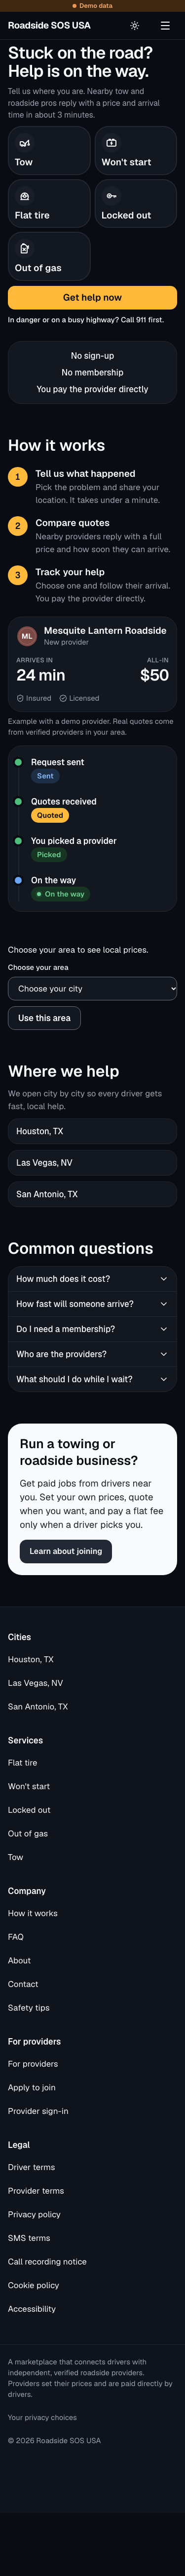 Demo data
Roadside SOS USA
Stuck on the road?
Help is on the way.
Tell us where you are. Nearby tow and
roadside pros reply with a price and arrival
time in about 3 minutes.
Tow
Won't start
Flat tire
Locked out
Out of gas
Get help now
In danger or on a busy highway? Call 911 first.
No sign-up
No membership
You pay the provider directly
How it works
1
Tell us what happened
Pick the problem and share your
location. It takes under a minute.
2
Compare quotes
Nearby providers reply with a full
price and how soon they can arrive.
3
Track your help
Choose one and follow their arrival.
You pay the provider directly.
ML
Mesquite Lantern Roadside
New provider
ARRIVES IN
ALL-IN
24 min
$50
Insured
Licensed
Example with a demo provider. Real quotes come
from verified providers in your area.
Request sent
Sent
Quotes received
Quoted
You picked a provider
Picked
On the way
On the way
Choose your area to see local prices.
Choose your area
Choose your city
Use this area
Where we help
We open city by city so every driver gets
fast, local help.
Houston, TX
Las Vegas, NV
San Antonio, TX
Common questions
How much does it cost?
How fast will someone arrive?
Do I need a membership?
Who are the providers?
What should I do while I wait?
Run a towing or
roadside business?
Get paid jobs from drivers near
you. Set your own prices, quote
when you want, and pay a flat fee
only when a driver picks you.
Learn about joining
Cities
Houston, TX
Las Vegas, NV
San Antonio, TX
Services
Flat tire
Won't start
Locked out
Out of gas
Tow
Company
How it works
FAQ
About
Contact
Safety tips
For providers
For providers
Apply to join
Provider sign-in
Legal
Driver terms
Provider terms
Privacy policy
SMS terms
Call recording notice
Cookie policy
Accessibility
A marketplace that connects drivers with
independent, verified roadside providers.
Providers set their prices and are paid directly by
drivers.
Your privacy choices
© 2026 Roadside SOS USA